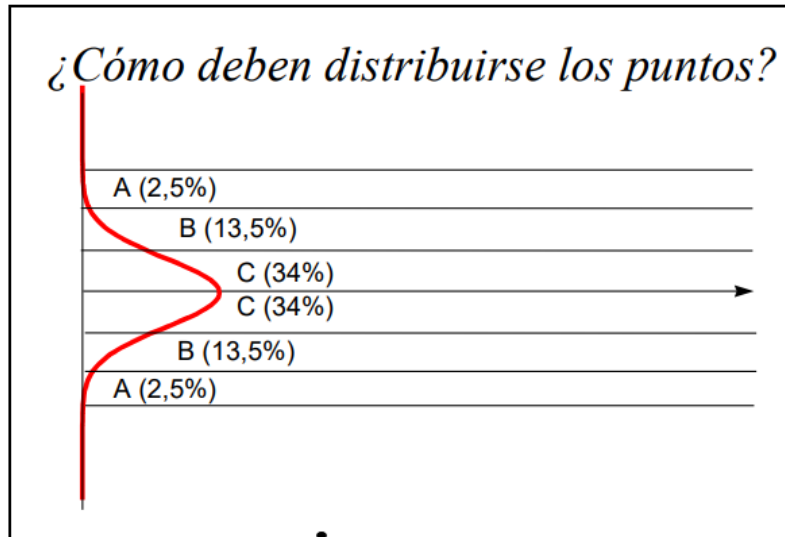 ¿Cómo deben distribuirse los puntos?
A (2,5%)
B (13,5%)
C (34%)
C (34%)
B (13,5%)
A (2,5%)